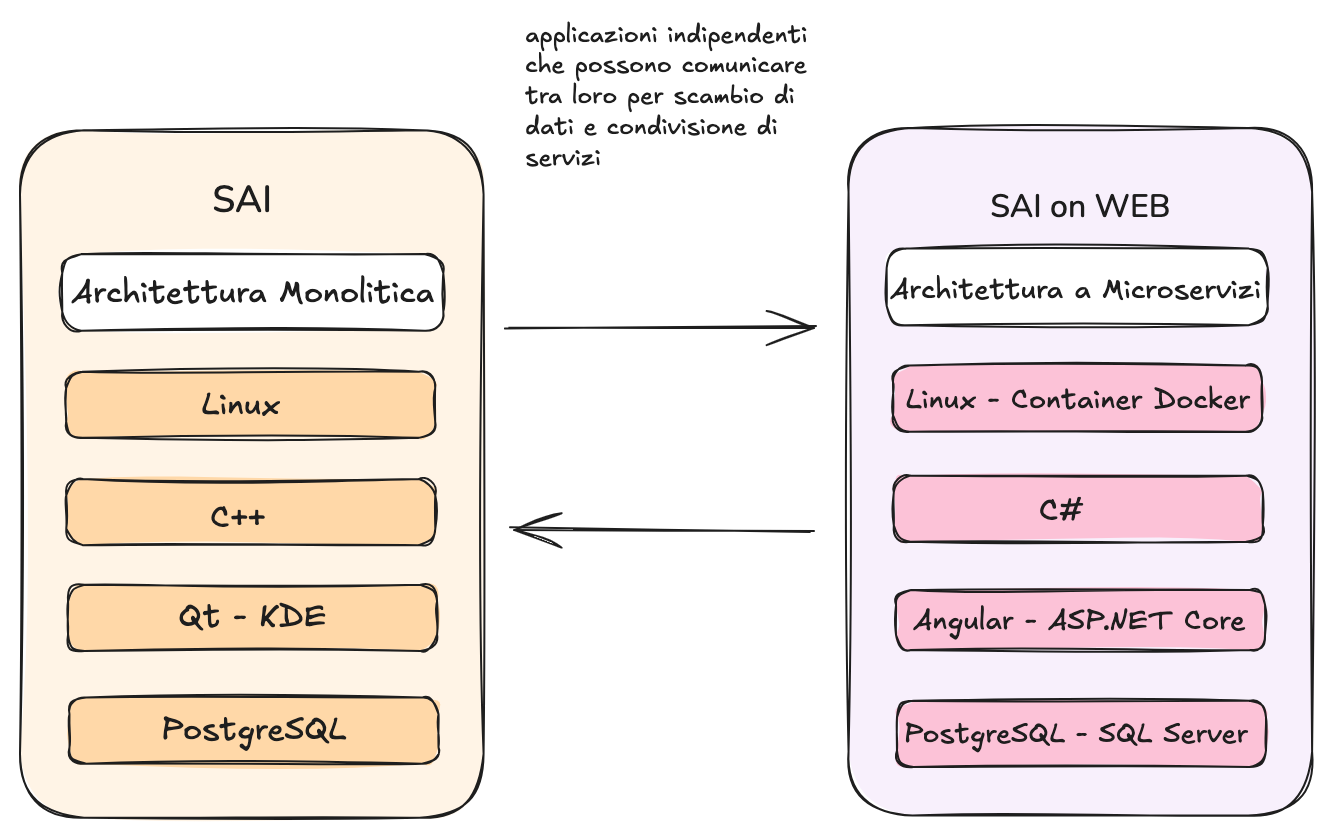 applicazioni indipendenti
che possono comunicare
tra loro per scambio di
dati e condivisione di
servizi
SAI
Architettura Monolitica
Linux
C++
Qt - KDE
PostgreSQL
SAI on WEB
Architettura a Microservizi
Linux - Container Docker
C#
Angular - ASP.NET Core
PostgreSQL - SQL Server